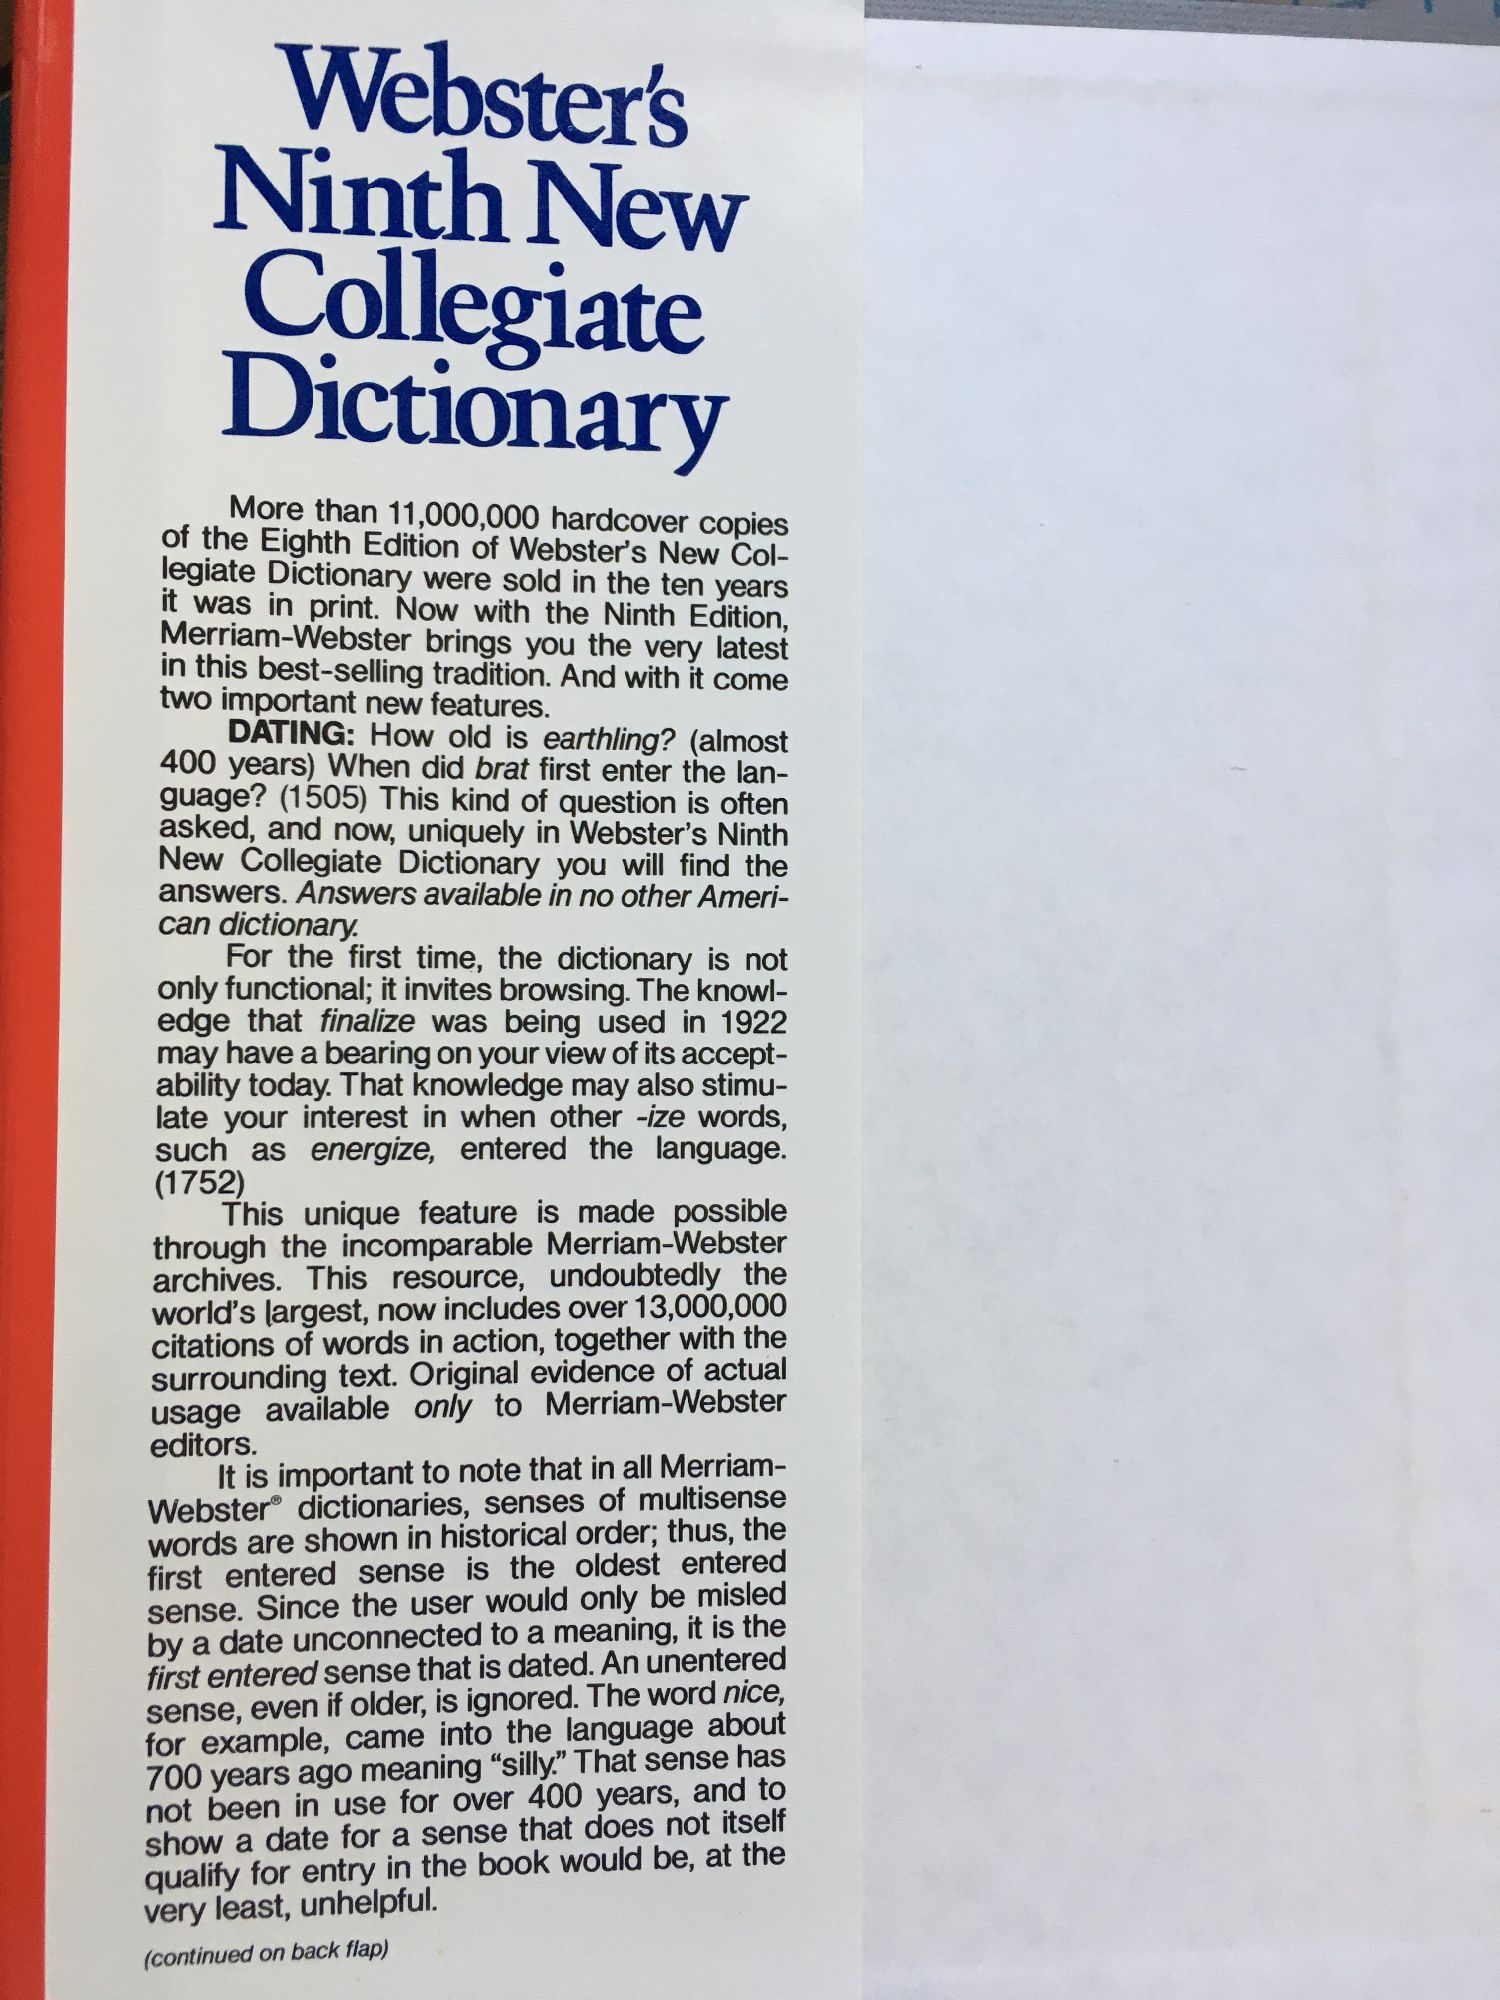 Webster's
Ninth New
Collegiate
Dictionary
More than 11,000,000 hardcover copies
of the Eighth Edition of Webster's New Col-
legiate Dictionary were sold in the ten years
it was in print. Now with the Ninth Edition,
Merriam-Webster brings you the very latest
in this best-selling tradition. And with it come
two important new features.
DATING: How old is earthling? (almost
400 years) When did brat first enter the lan-
guage? (1505) This kind of question is often
asked, and now, uniquely in Webster's Ninth
New Collegiate Dictionary you will find the
answers. Answers available in no other Ameri-
can dictionary.
For the first time, the dictionary is not
only functional; it invites browsing. The knowl-
edge that finalize was being used in 1922
may have a bearing on your view of its accept-
ability today. That knowledge may also stimu-
late your interest in when other -ize words,
such as energize, entered the language.
(1752)
This unique feature is made possible
through the incomparable Merriam-Webster
archives. This resource, undoubtedly the
world's largest, now includes over 13,000,000
citations of words in action, together with the
surrounding text. Original evidence of actual
usage available only to Merriam-Webster
editors.
It is important to note that in all Merriam-
Webster® dictionaries, senses of multisense
words are shown in historical order; thus, the
first entered sense is the oldest entered
sense. Since the user would only be misled
by a date unconnected to a meaning, it is the
first entered sense that is dated. An unentered
sense, even if older, is ignored. The word nice,
for example, came into the language about
700 years ago meaning “silly.” That sense has
not been in use for over 400 years, and to
show a date for a sense that does not itself
qualify for entry in the book would be, at the
very least, unhelpful.
(continued on back flap)